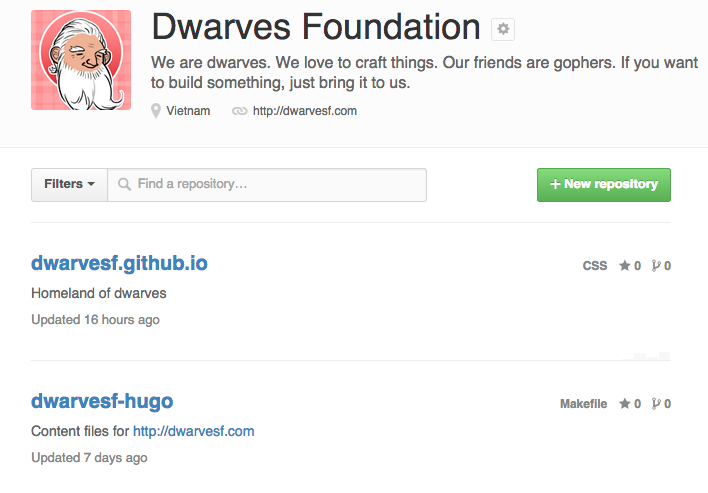 Dwarves Foundation
We are dwarves. We love to craft things. Our friends are gophers. If you want
to build something, just bring it to us.
Vietnam http://dwarvesf.com
Filters Find a repository… + New repository
dwarvesf.github.io CSS 0 0
Homeland of dwarves
Updated 16 hours ago
dwarvesf-hugo Makefile 0 0
Content files for http://dwarvesf.com
Updated 7 days ago